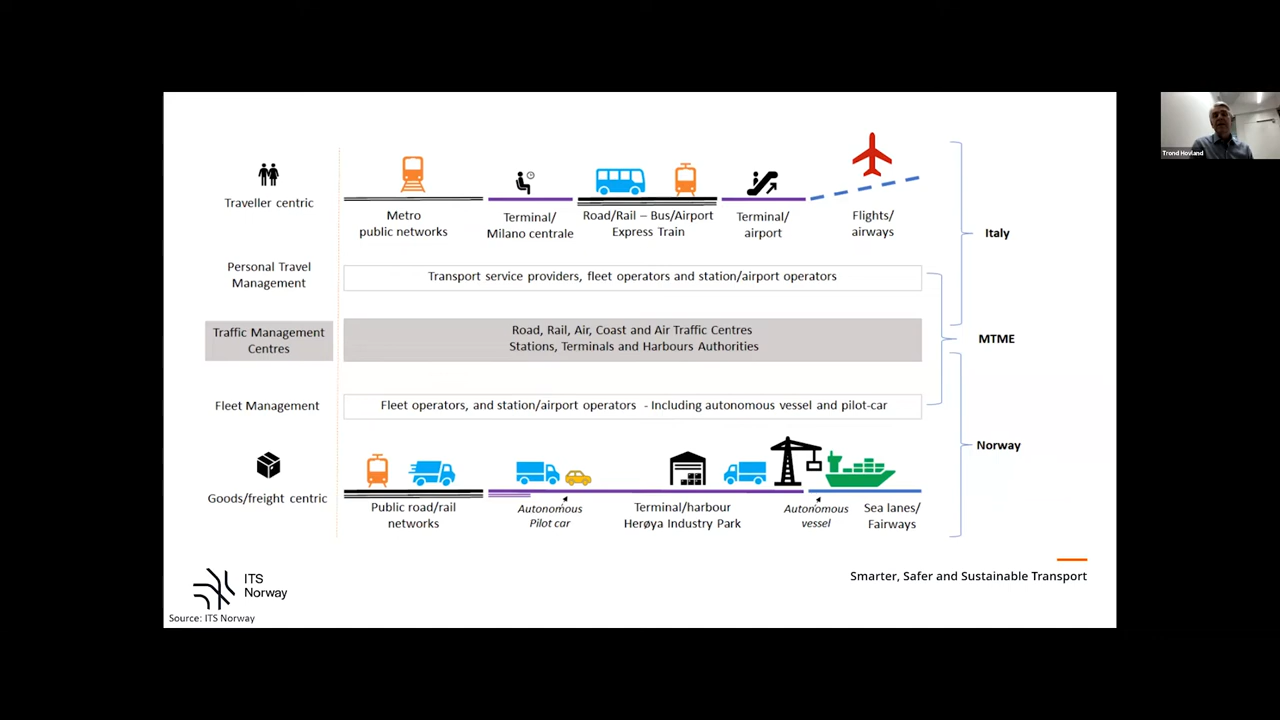 Trond Hovland
Traveller centric
Metro
public networks
Terminal/
Milano centrale
Road/Rail – Bus/Airport
Express Train
Terminal/
airport
Flights/
airways
Italy
Personal Travel
Management
Transport service providers, fleet operators and station/airport operators
Traffic Management
Centres
Road, Rail, Air, Coast and Air Traffic Centres
Stations, Terminals and Harbours Authorities
MTME
Fleet Management
Fleet operators, and station/airport operators - Including autonomous vessel and pilot-car
Norway
Goods/freight centric
Public road/rail
networks
Autonomous
Pilot car
Terminal/harbour
Herøya Industry Park
Autonomous
vessel
Sea lanes/
Fairways
ITS
Norway
Smarter, Safer and Sustainable Transport
Source: ITS Norway